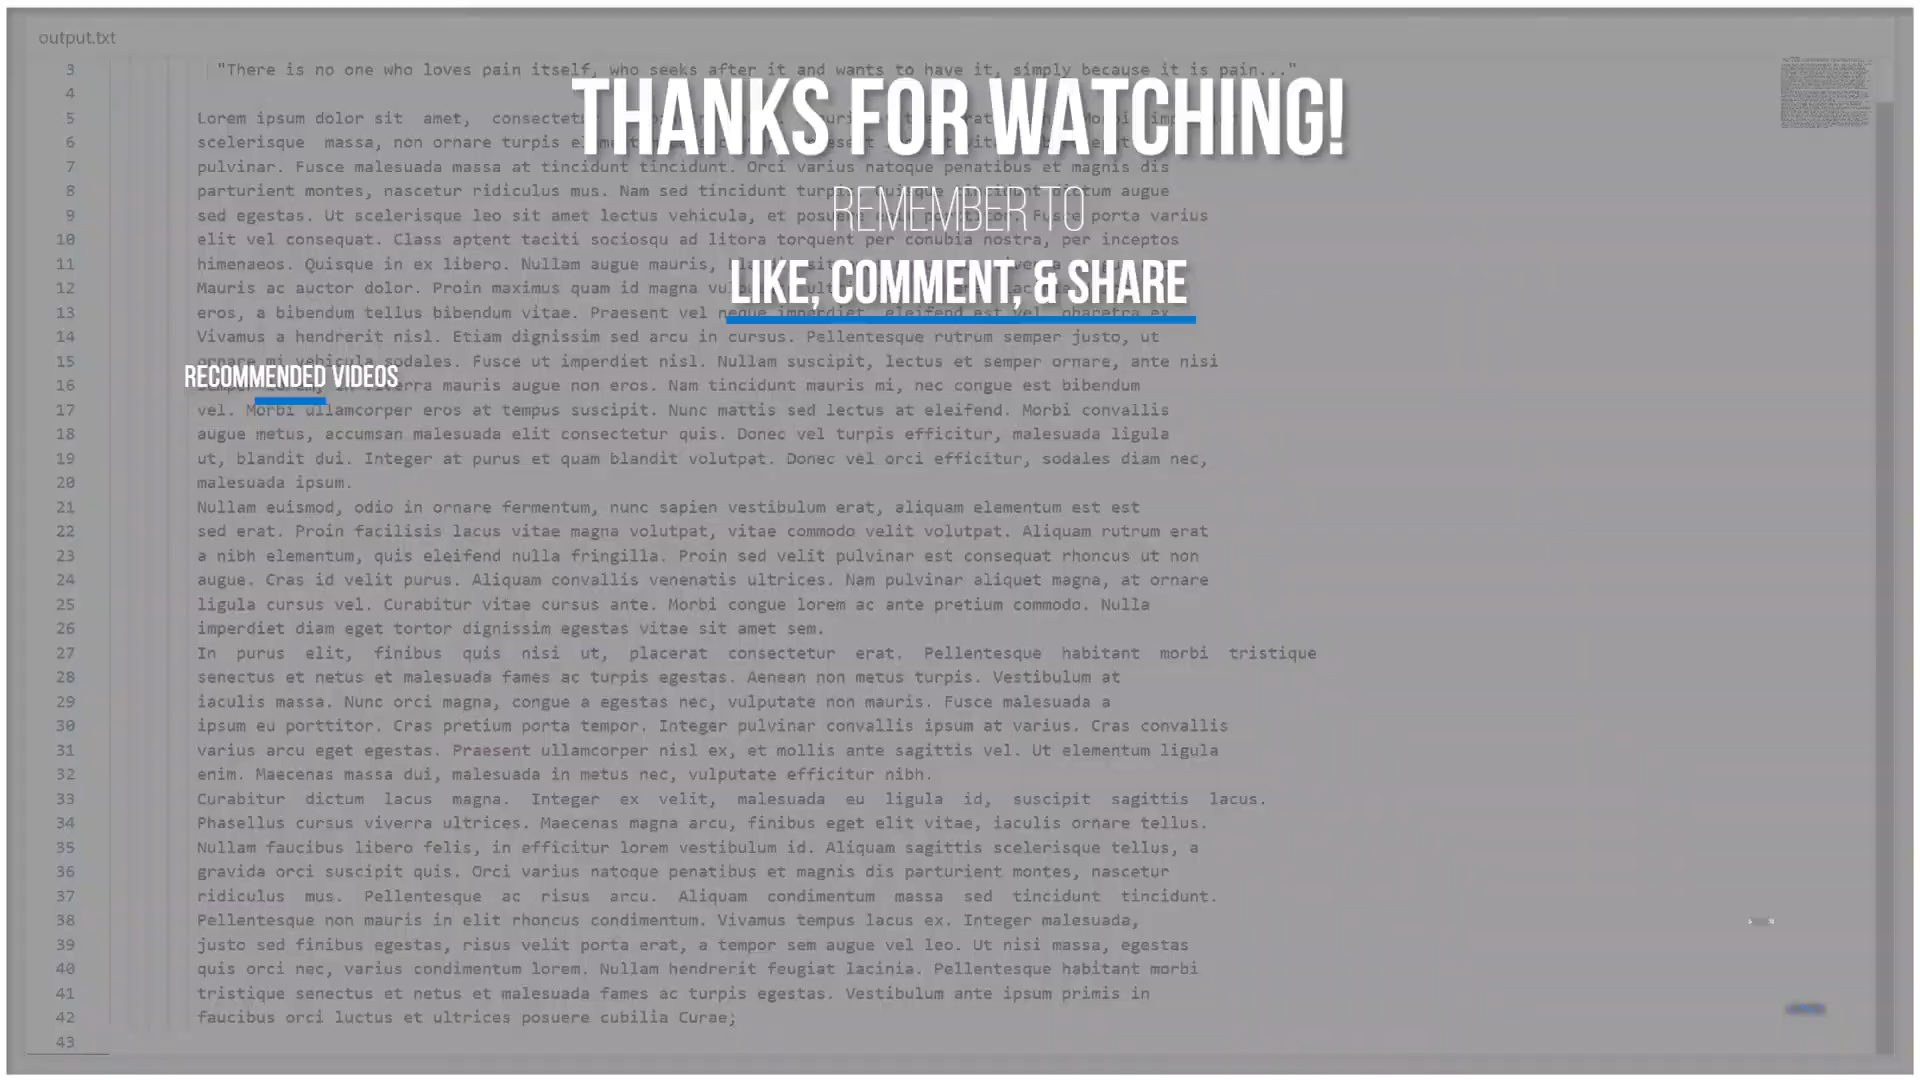 output.txt
3 "There is no one who loves pain itself, who seeks after it and wants to have it, simply because it is pain..."
THANKS FOR WATCHING!
4
5 Lorem ipsum dolor sit amet, consectet
6 scelerisque massa, non ornare turpis
7 pulvinar. Fusce malesuada massa at tincidunt tincidunt. Orci varius natoque penatibus et magnis dis
8 parturient montes, nascetur ridiculus mus. Nam sed tincidunt turpis. Quisque tincidunt dictum augue
REMEMBER TO
9 sed egestas. Ut scelerisque leo sit amet lectus vehicula, et posuere Fusce porta varius
10 elit vel consequat. Class aptent taciti sociosqu ad litora torquent per conubia nostra, per inceptos
11 himenaeos. Quisque in ex libero. Nullam augue mauris,
LIKE, COMMENT, & SHARE
12 Mauris ac auctor dolor. Proin maximus quam id magna
13 eros, a bibendum tellus bibendum vitae. Praesent vel neque imperdiet, eleifend est vel, pharetra ex.
14 Vivamus a hendrerit nisl. Etiam dignissim sed arcu in cursus. Pellentesque rutrum semper justo, ut
15 ornare mi vehicula sodales. Fusce ut imperdiet nisl. Nullam suscipit, lectus et semper ornare, ante nisi
RECOMMENDED VIDEOS
16 semper lorem, in viverra mauris augue non eros. Nam tincidunt mauris mi, nec congue est bibendum
17 vel. Morbi ullamcorper eros at tempus suscipit. Nunc mattis sed lectus at eleifend. Morbi convallis
18 augue metus, accumsan malesuada elit consectetur quis. Donec vel turpis efficitur, malesuada ligula
19 ut, blandit dui. Integer at purus et quam blandit volutpat. Donec vel orci efficitur, sodales diam nec,
20 malesuada ipsum.
21 Nullam euismod, odio in ornare fermentum, nunc sapien vestibulum erat, aliquam elementum est est
22 sed erat. Proin facilisis lacus vitae magna volutpat, vitae commodo velit volutpat. Aliquam rutrum erat
23 a nibh elementum, quis eleifend nulla fringilla. Proin sed velit pulvinar est consequat rhoncus ut non
24 augue. Cras id velit purus. Aliquam convallis venenatis ultrices. Nam pulvinar aliquet magna, at ornare
25 ligula cursus vel. Curabitur vitae cursus ante. Morbi congue lorem ac ante pretium commodo. Nulla
26 imperdiet diam eget tortor dignissim egestas vitae sit amet sem.
27 In purus elit, finibus quis nisi ut, placerat consectetur erat. Pellentesque habitant morbi tristique
28 senectus et netus et malesuada fames ac turpis egestas. Aenean non metus turpis. Vestibulum at
29 iaculis massa. Nunc orci magna, congue a egestas nec, vulputate non mauris. Fusce malesuada a
30 ipsum eu porttitor. Cras pretium porta tempor. Integer pulvinar convallis ipsum at varius. Cras convallis
31 varius arcu eget egestas. Praesent ullamcorper nisl ex, et mollis ante sagittis vel. Ut elementum ligula
32 enim. Maecenas massa dui, malesuada in metus nec, vulputate efficitur nibh.
33 Curabitur dictum lacus magna. Integer ex velit, malesuada eu ligula id, suscipit sagittis lacus.
34 Phasellus cursus viverra ultrices. Maecenas magna arcu, finibus eget elit vitae, iaculis ornare tellus.
35 Nullam faucibus libero felis, in efficitur lorem vestibulum id. Aliquam sagittis scelerisque tellus, a
36 gravida orci suscipit quis. Orci varius natoque penatibus et magnis dis parturient montes, nascetur
37 ridiculus mus. Pellentesque ac risus arcu. Aliquam condimentum massa sed tincidunt tincidunt.
38 Pellentesque non mauris in elit rhoncus condimentum. Vivamus tempus lacus ex. Integer malesuada,
39 justo sed finibus egestas, risus velit porta erat, a tempor sem augue vel leo. Ut nisi massa, egestas
40 quis orci nec, varius condimentum lorem. Nullam hendrerit feugiat lacinia. Pellentesque habitant morbi
41 tristique senectus et netus et malesuada fames ac turpis egestas. Vestibulum ante ipsum primis in
42 faucibus orci luctus et ultrices posuere cubilia Curae;
43